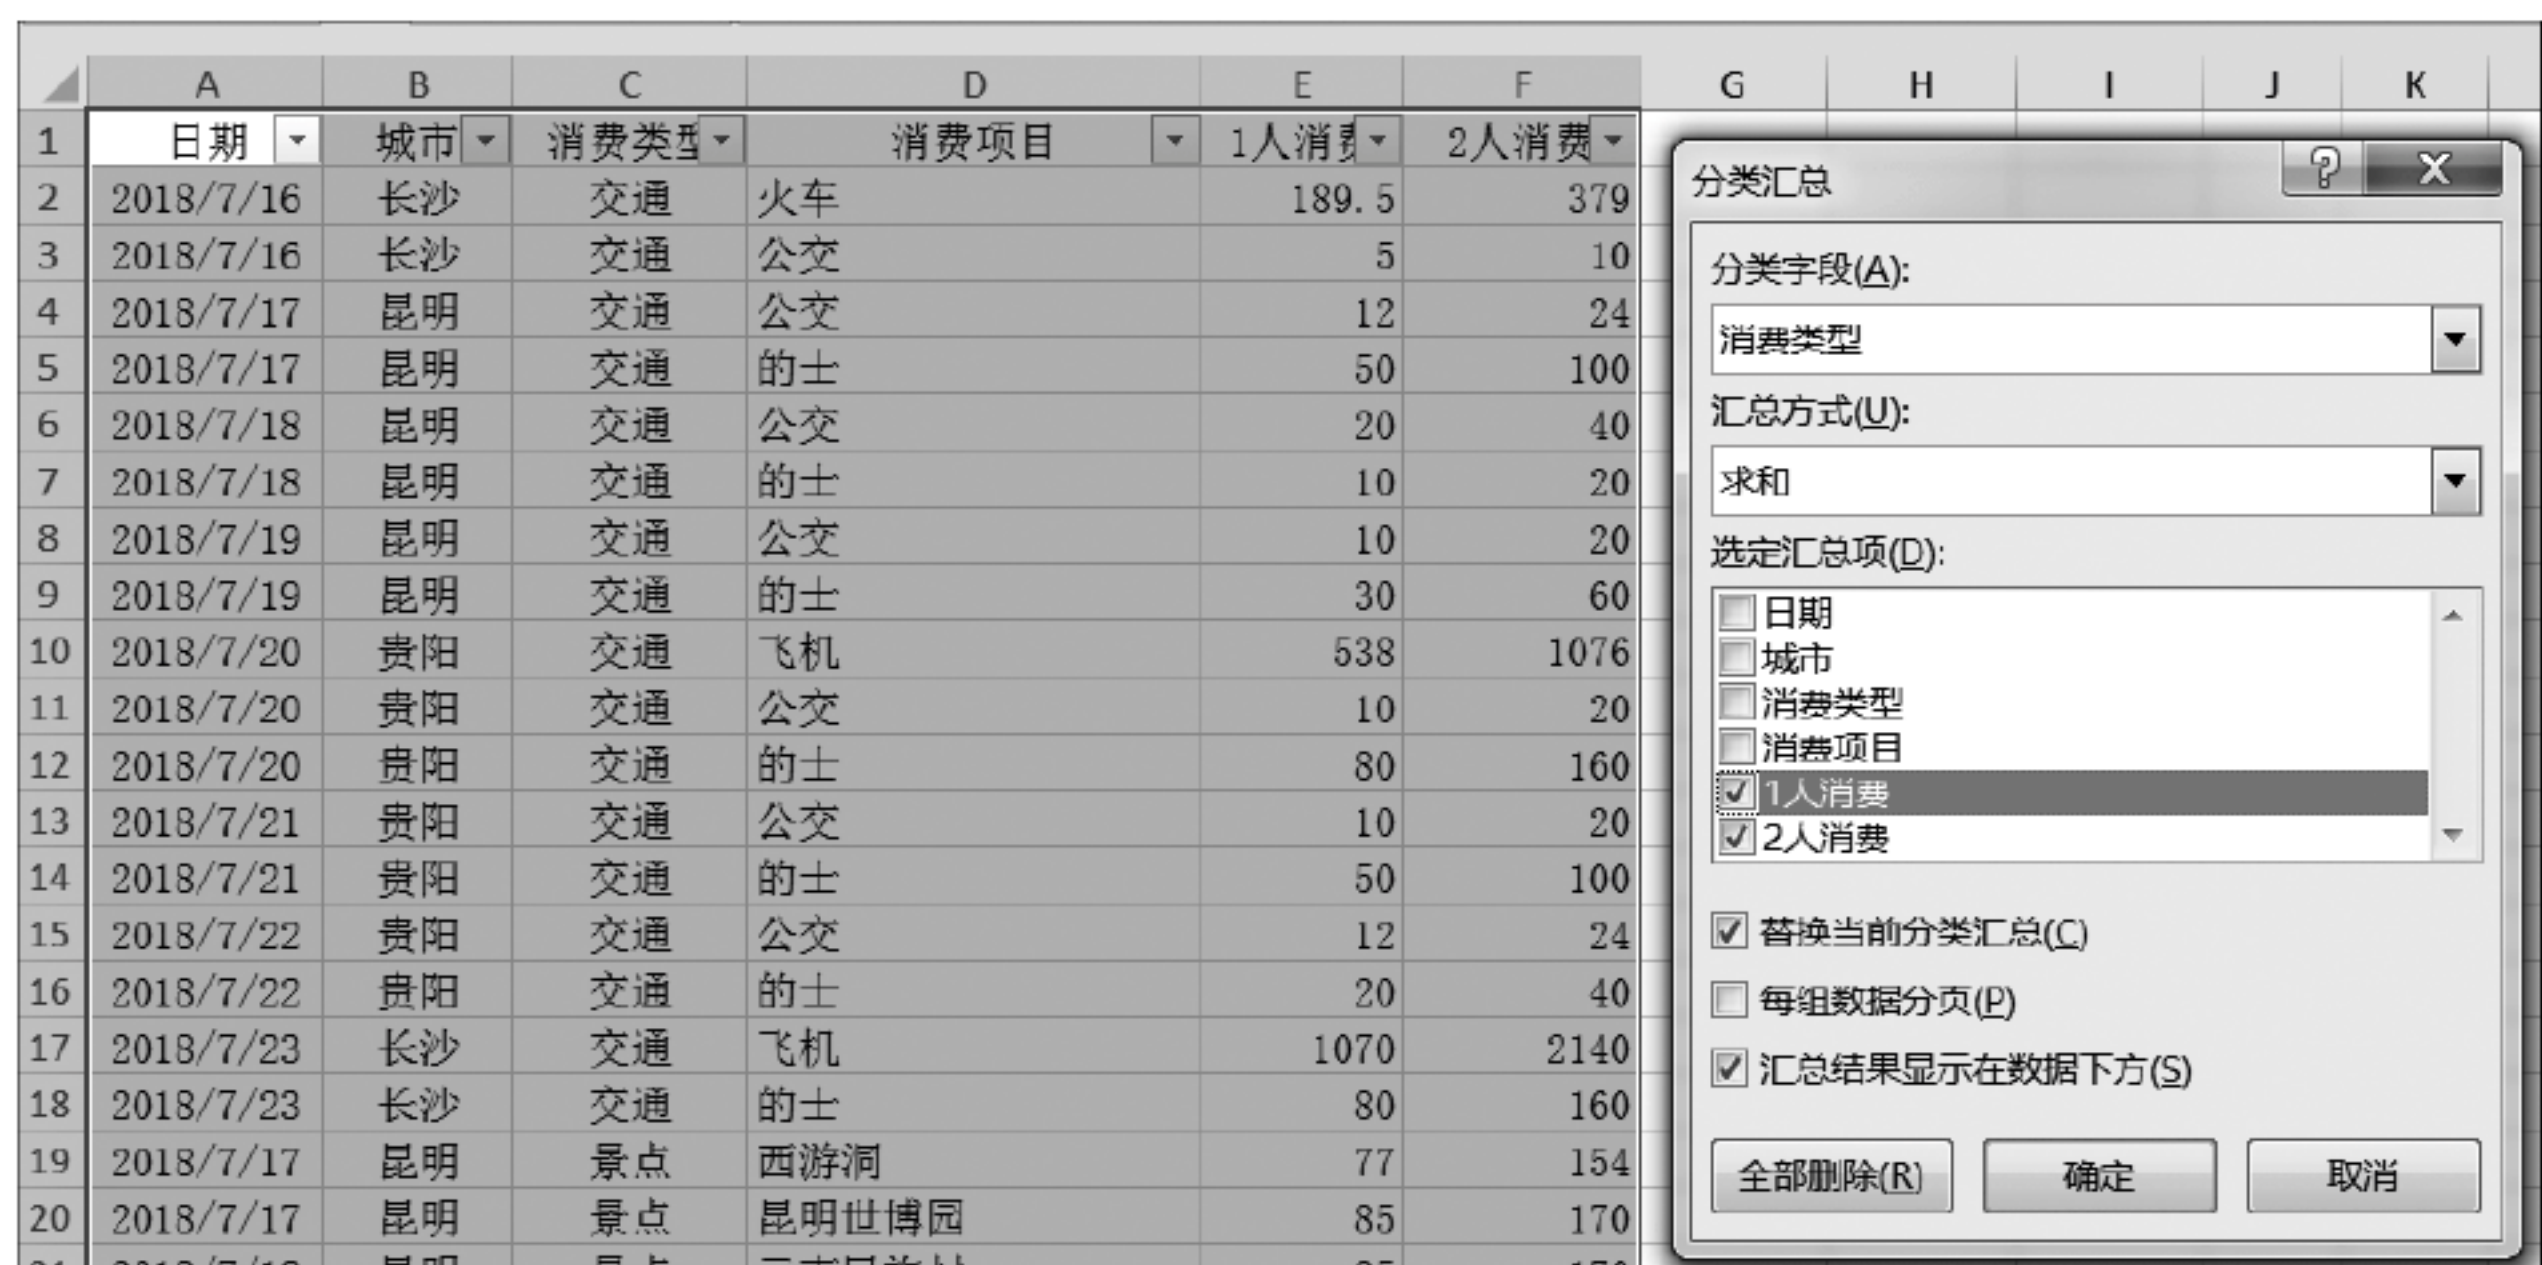 A B C D E F G H I J K
1 日期 城市 消费类型 消费项目 1人消费 2人消费
2 2018/7/16 长沙 交通 火车 189.5 379
3 2018/7/16 长沙 交通 公交 5 10
4 2018/7/17 昆明 交通 公交 12 24
5 2018/7/17 昆明 交通 的士 50 100
6 2018/7/18 昆明 交通 公交 20 40
7 2018/7/18 昆明 交通 的士 10 20
8 2018/7/19 昆明 交通 公交 10 20
9 2018/7/19 昆明 交通 的士 30 60
10 2018/7/20 贵阳 交通 飞机 538 1076
11 2018/7/20 贵阳 交通 公交 10 20
12 2018/7/20 贵阳 交通 的士 80 160
13 2018/7/21 贵阳 交通 公交 10 20
14 2018/7/21 贵阳 交通 的士 50 100
15 2018/7/22 贵阳 交通 公交 12 24
16 2018/7/22 贵阳 交通 的士 20 40
17 2018/7/23 长沙 交通 飞机 1070 2140
18 2018/7/23 长沙 交通 的士 80 160
19 2018/7/17 昆明 景点 西游洞 77 154
20 2018/7/17 昆明 景点 昆明世博园 85 170
分类汇总
分类字段(A):
消费类型
汇总方式(U):
求和
选定汇总项(D):
日期
城市
消费类型
消费项目
1人消费
2人消费
替换当前分类汇总(C)
每组数据分页(P)
汇总结果显示在数据下方(S)
全部删除(R) 确定 取消